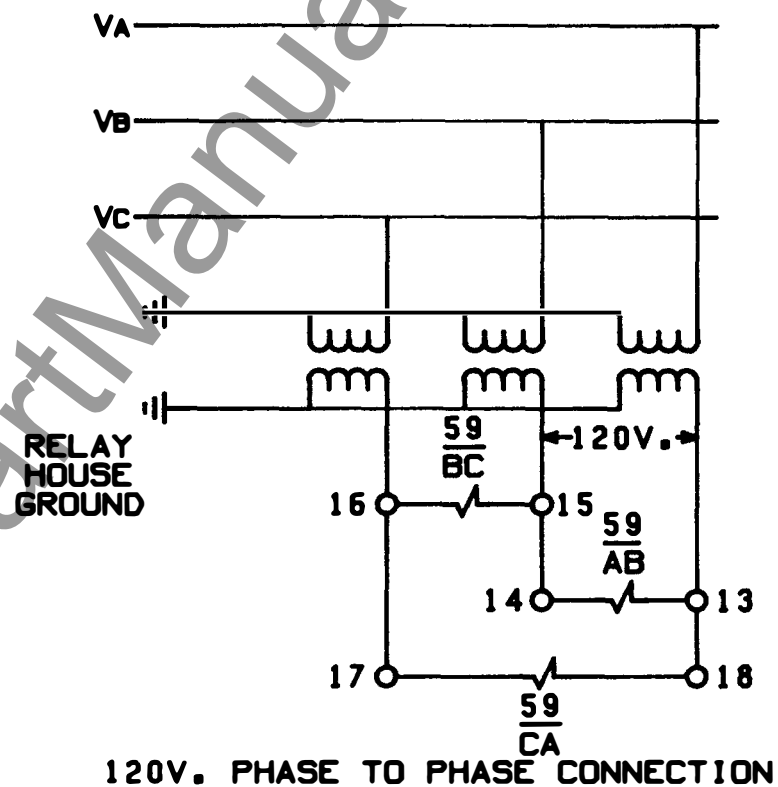 VA
VB
VC
artManua
RELAY
HOUSE
GROUND
120V.
59
BC
16
15
59
AB
14
13
17
18
59
CA
120V. PHASE TO PHASE CONNECTION